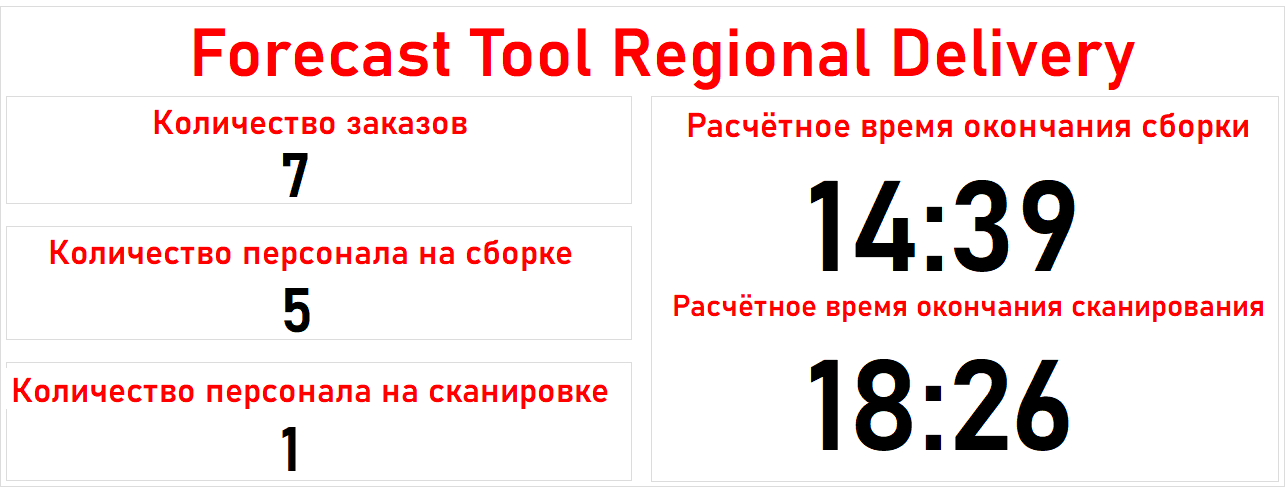 Forecast Tool Regional Delivery
Количество заказов
7
Количество персонала на сборке
5
Количество персонала на сканировке
1
Расчётное время окончания сборки
14:39
Расчётное время окончания сканирования
18:26